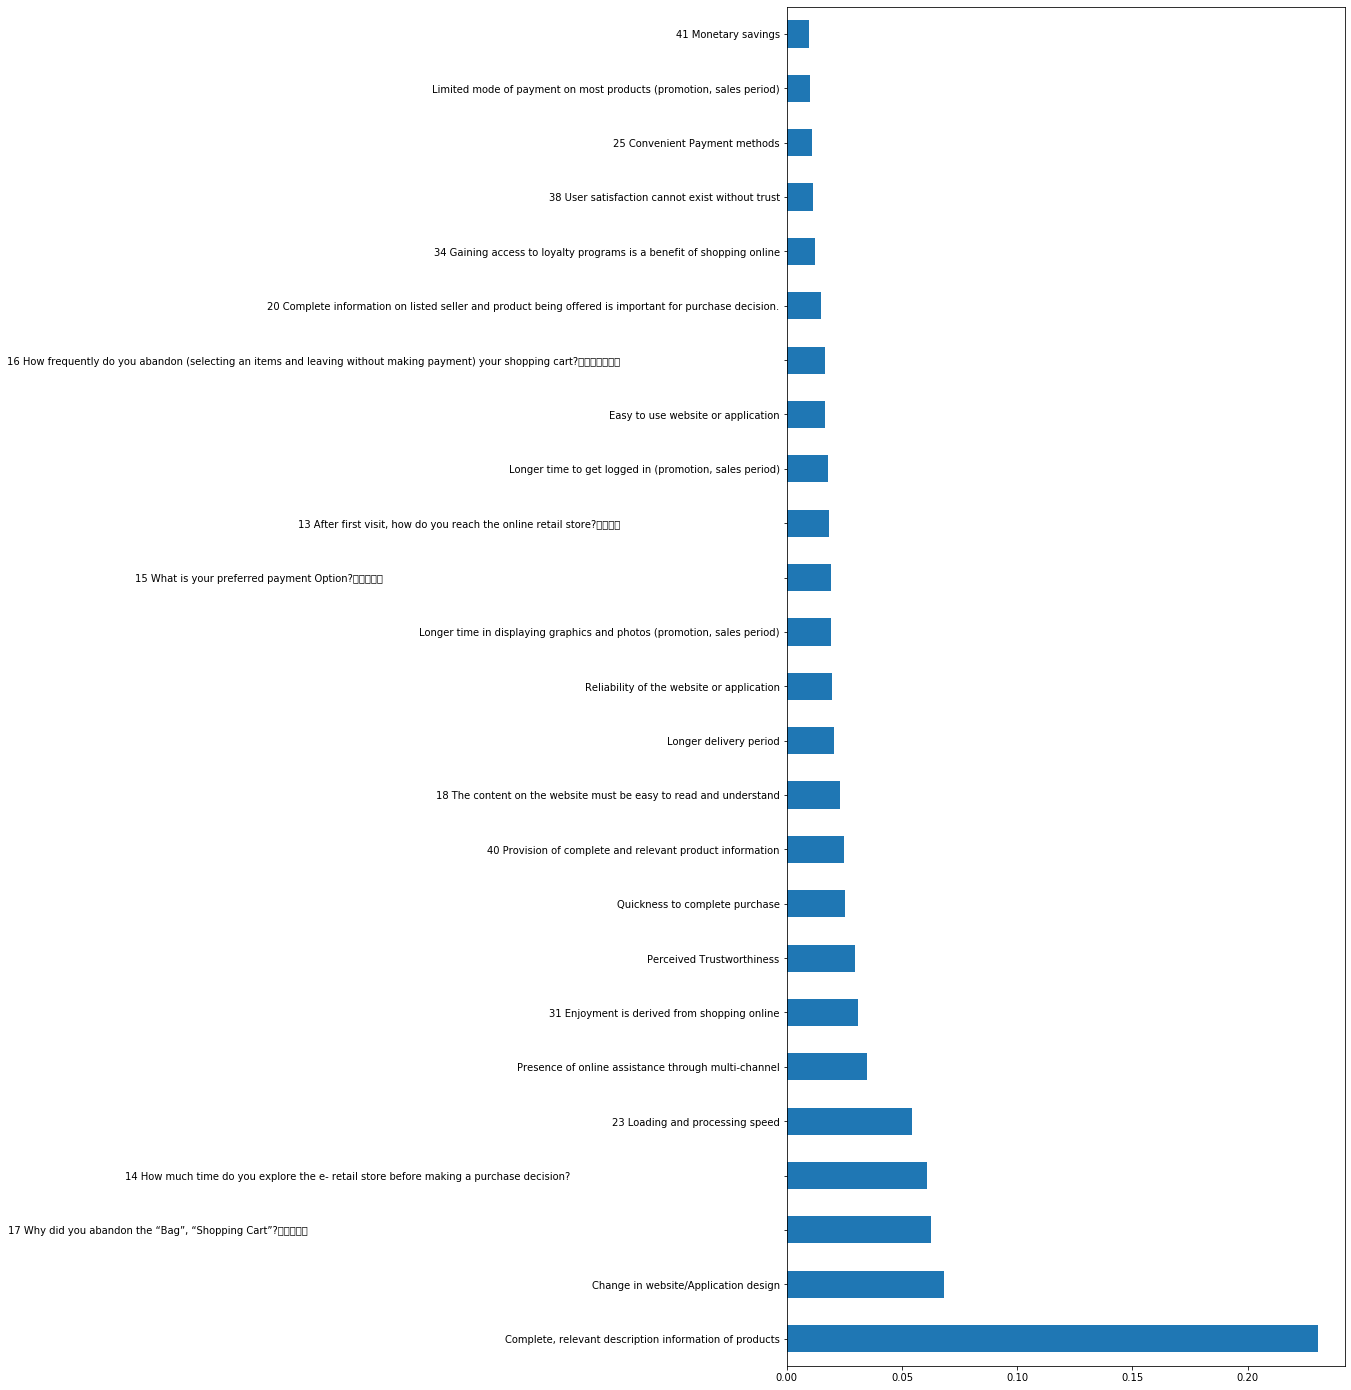 41 Monetary savings
Limited mode of payment on most products (promotion, sales period)
25 Convenient Payment methods
38 User satisfaction cannot exist without trust
34 Gaining access to loyalty programs is a benefit of shopping online
20 Complete information on listed seller and product being offered is important for purchase decision.
16 How frequently do you abandon (selecting an items and leaving without making payment) your shopping cart?
Easy to use website or application
Longer time to get logged in (promotion, sales period)
13 After first visit, how do you reach the online retail store?
15 What is your preferred payment Option?
Longer time in displaying graphics and photos (promotion, sales period)
Reliability of the website or application
Longer delivery period
18 The content on the website must be easy to read and understand
40 Provision of complete and relevant product information
Quickness to complete purchase
Perceived Trustworthiness
31 Enjoyment is derived from shopping online
Presence of online assistance through multi-channel
23 Loading and processing speed
14 How much time do you explore the e- retail store before making a purchase decision?
17 Why did you abandon the “Bag”, “Shopping Cart”?
Change in website/Application design
Complete, relevant description information of products
0.00 0.05 0.10 0.15 0.20